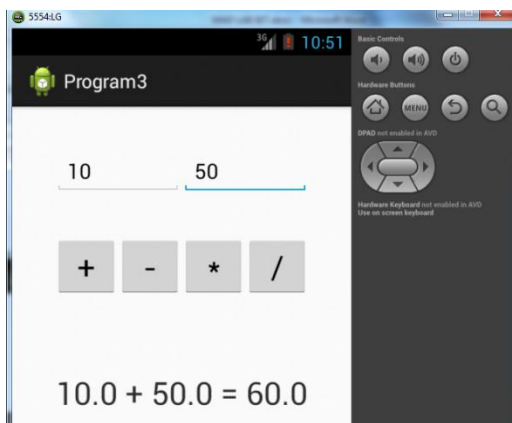 5554:LG
3G 10:51
Program3
10 50
+ - * /
10.0 + 50.0 = 60.0
Basic Controls
Hardware Buttons
MENU
DPAD not enabled in AVD
Hardware Keyboard not enabled in AVD
Use on screen keyboard